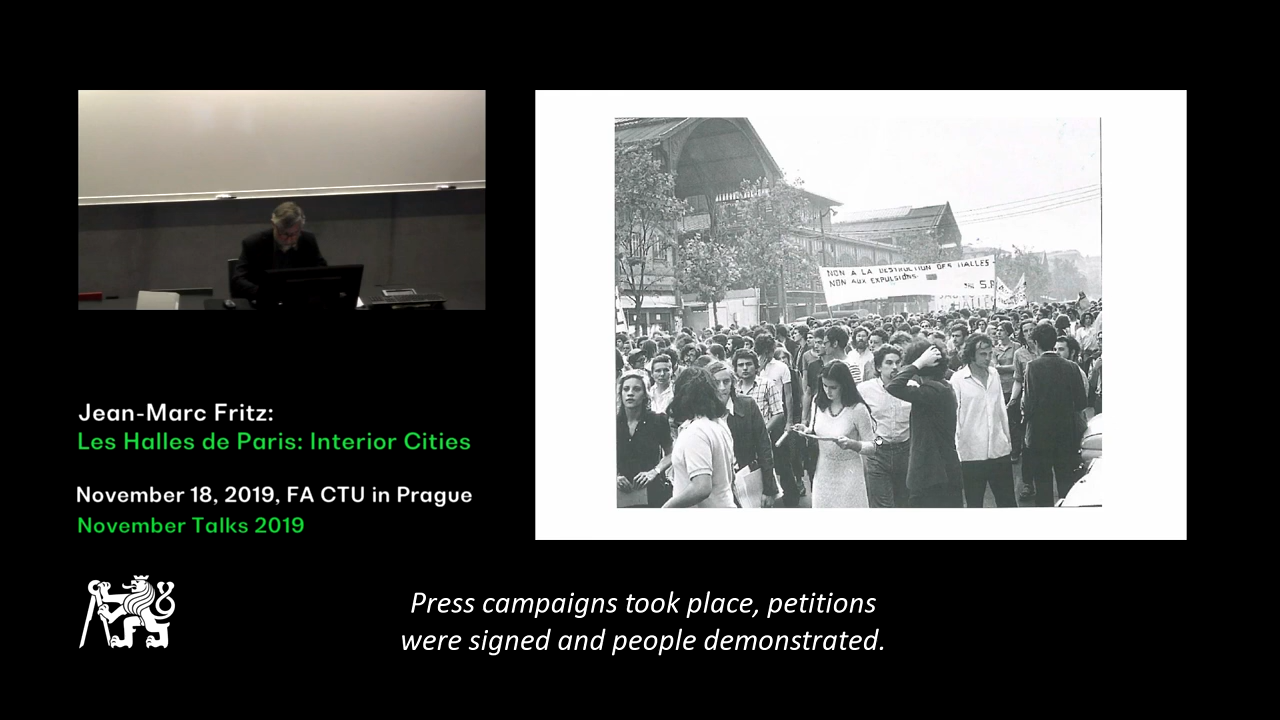 NON A LA DESTRUCTION DES HALLES
NON AUX EXPULSIONS.
Jean-Marc Fritz:
Les Halles de Paris: Interior Cities
November 18, 2019, FA CTU in Prague
November Talks 2019
Press campaigns took place, petitions
were signed and people demonstrated.